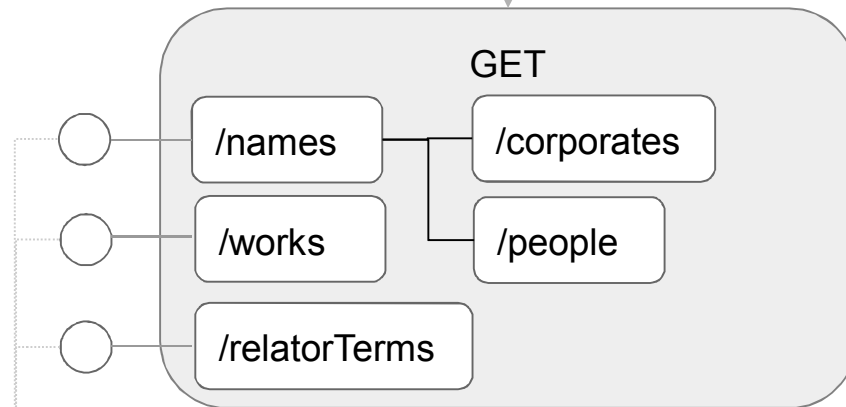 GET
/names
/corporates
/works
/people
/relatorTerms